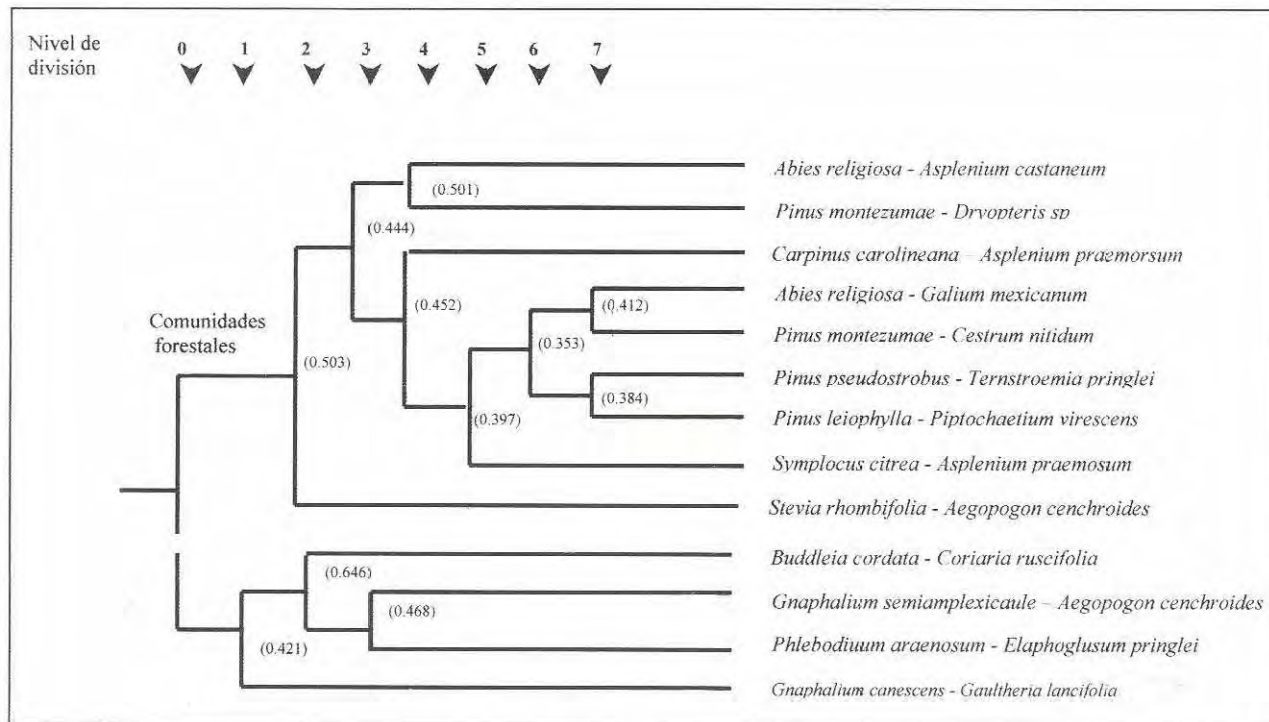 Nivel de
división
0 1 2 3 4 5 6 7
Abies religiosa - Asplenium castaneum
(0.501)
Pinus montezumae - Dryopteris sp
(0.444)
Carpinus carolineana – Asplenium praemorsum
Abies religiosa - Galium mexicanum
(0.452)
(0.412)
Comunidades
forestales
Pinus montezumae - Cestrum nitidum
(0.353)
(0.503)
Pinus pseudostrobus - Ternstroemia pringlei
(0.384)
(0.397)
Pinus leiophylla - Piptochaetium virescens
Symplocus citrea - Asplenium praemosum
Stevia rhombifolia - Aegopogon cenchroides
Buddleia cordata - Coriaria ruscifolia
(0.646)
Gnaphalium semiamplexicaule – Aegopogon cenchroides
(0.468)
(0.421)
Phlebodiuum araenosum - Elaphoglusum pringlei
Gnaphalium canescens - Gaultheria lancifolia